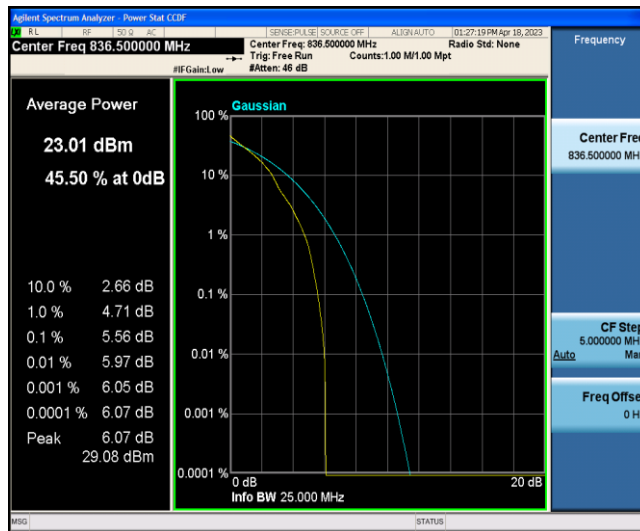 Agilent Spectrum Analyzer - Power Stat CCDF
RL RF 50 Ω AC SENSE:PULSE SOURCE OFF ALIGNAUTO 01:27:19 PM Apr 18, 2023
Center Freq 836.500000 MHz
Center Freq: 836.500000 MHz Radio Std: None
Trig: Free Run Counts:1.00 M/1.00 Mpt
#IFGain:Low #Atten: 46 dB
Frequency
Average Power
23.01 dBm
45.50 % at 0dB
10.0 % 2.66 dB
1.0 % 4.71 dB
0.1 % 5.56 dB
0.01 % 5.97 dB
0.001 % 6.05 dB
0.0001 % 6.07 dB
Peak 6.07 dB
29.08 dBm
Gaussian
100 %
10 %
1 %
0.1 %
0.01 %
0.001 %
0.0001 %
0 dB 20 dB
Info BW 25.000 MHz
Center Fre
836.500000 MH
CF Step
5.000000 MH
Auto Ma
Freq Offse
0 H
MSG STATUS